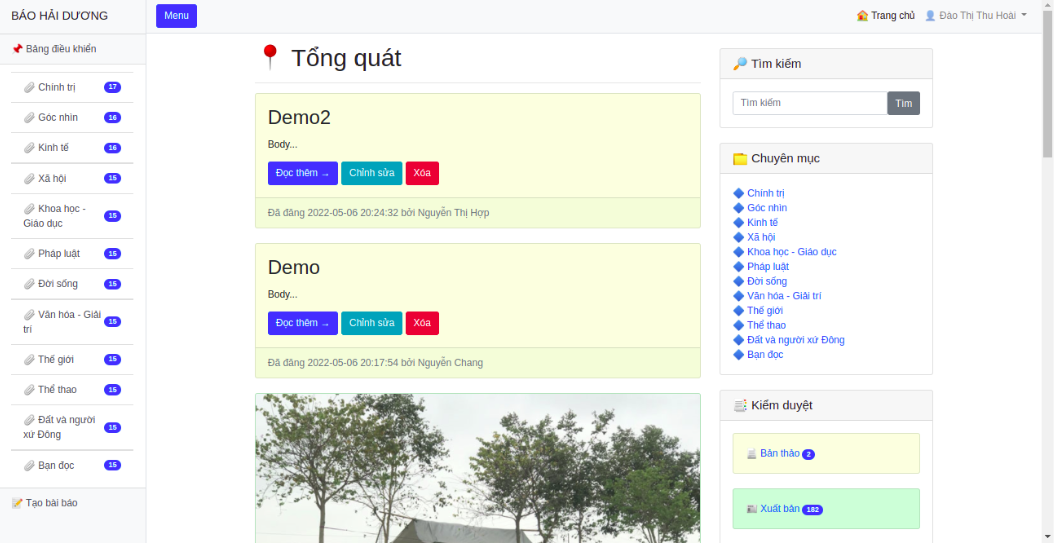 BÁO HẢI DƯƠNG
Bảng điều khiển
Chính trị 17
Góc nhìn 16
Kinh tế 16
Xã hội 15
Khoa học -
Giáo dục 15
Pháp luật 15
Đời sống 15
Văn hóa - Giải
trí 15
Thế giới 15
Thể thao 15
Đất và người
xứ Đông 15
Bạn đọc 15
Tạo bài báo
Menu
Trang chủ
Đào Thị Thu Hoài
Tổng quát
Demo2
Body...
Đọc thêm → Chỉnh sửa Xóa
Đã đăng 2022-05-06 20:24:32 bởi Nguyễn Thị Hợp
Demo
Body...
Đọc thêm → Chỉnh sửa Xóa
Đã đăng 2022-05-06 20:17:54 bởi Nguyễn Chang
Tìm kiếm
Tìm kiếm Tìm
Chuyên mục
Chính trị
Góc nhìn
Kinh tế
Xã hội
Khoa học - Giáo dục
Pháp luật
Đời sống
Văn hóa - Giải trí
Thế giới
Thể thao
Đất và người xứ Đông
Bạn đọc
Kiểm duyệt
Bản thảo 2
Xuất bản 182